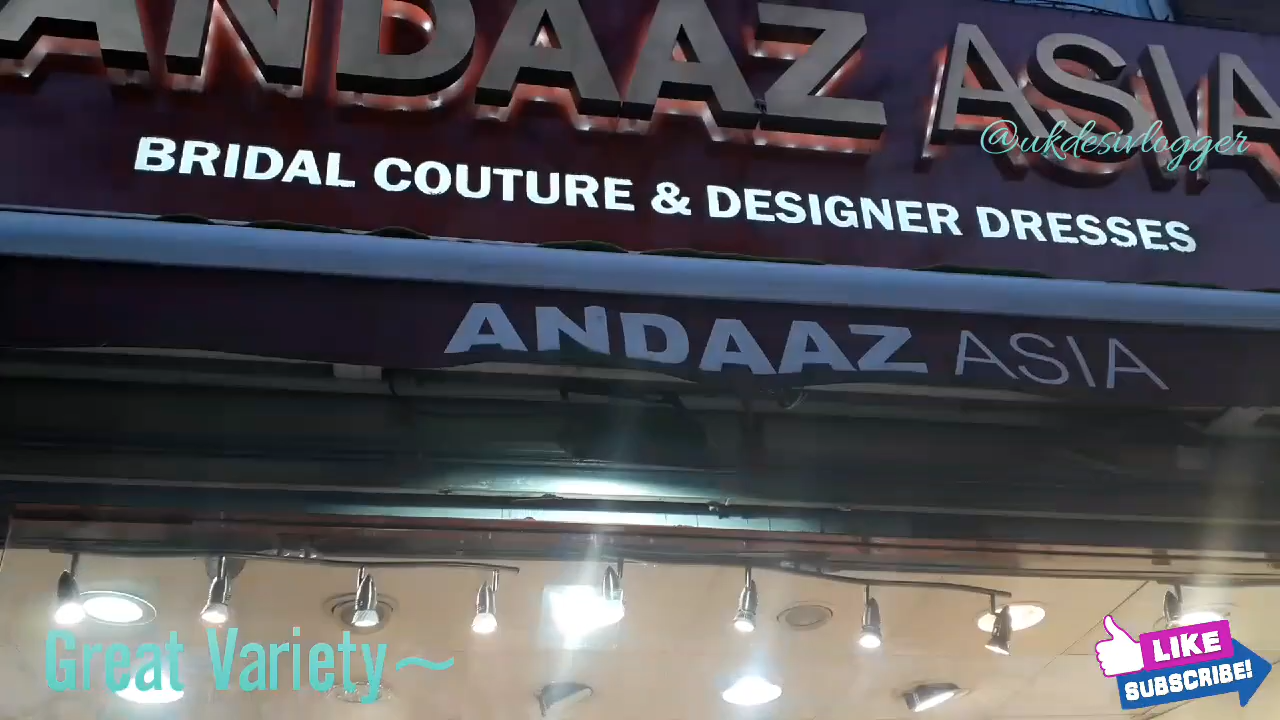 ANDAAZ ASIA
@ukdesivlogger
BRIDAL COUTURE & DESIGNER DRESSES
ANDAAZ ASIA
Great Variety~
LIKE
SUBSCRIBE!